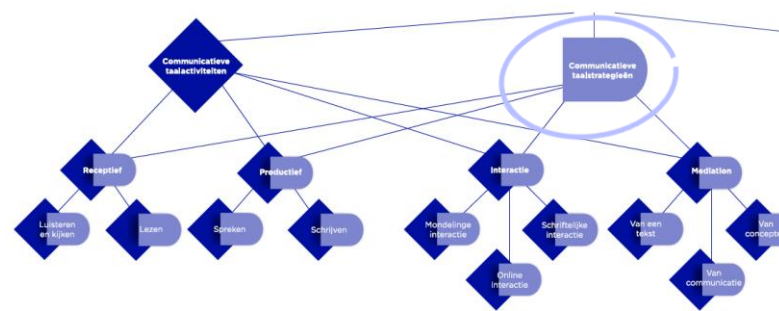 Communicatieve
taalactiviteiten
Communicatieve
taalstrategieën
Receptief
Productief
Interactie
Mediation
Luisteren
en kijken
Lezen
Spreken
Schrijven
Mondelinge
interactie
Schriftelijke
interactie
Van een
tekst
Van
concepte
Online
interactie
Van
communicatie